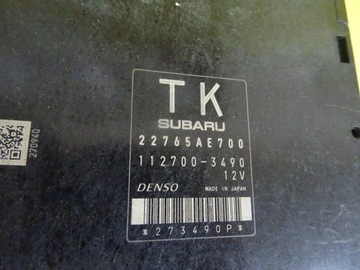 TK
SUBARU
22765AE700
112700-3490
12V
DENSO MADE IN JAPAN
*273490P*